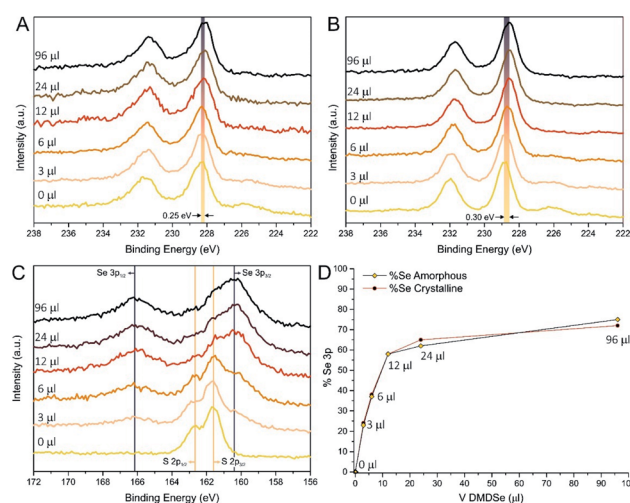 A
96 µl
24 µl
12 µl
6 µl
3 µl
0 µl
0.25 eV
Intensity (a.u.)
238 236 234 232 230 228 226 224 222
Binding Energy (eV)
B
96 µl
24 µl
12 µl
6 µl
3 µl
0 µl
0.30 eV
Intensity (a.u.)
238 236 234 232 230 228 226 224 222
Binding Energy (eV)
C
Se 3p1/2
Se 3p3/2
96 µl
24 µl
12 µl
6 µl
3 µl
0 µl
S 2p1/2
S 2p3/2
Intensity (a.u.)
172 170 168 166 164 162 160 158 156
Binding Energy (eV)
D
%Se Amorphous
%Se Crystalline
100
90
80
70
60
50
40
30
20
10
0
% Se 3p
96 µl
24 µl
12 µl
6 µl
3 µl
0 µl
0 10 20 30 40 50 60 70 80 90 100
V DMDSe (µl)